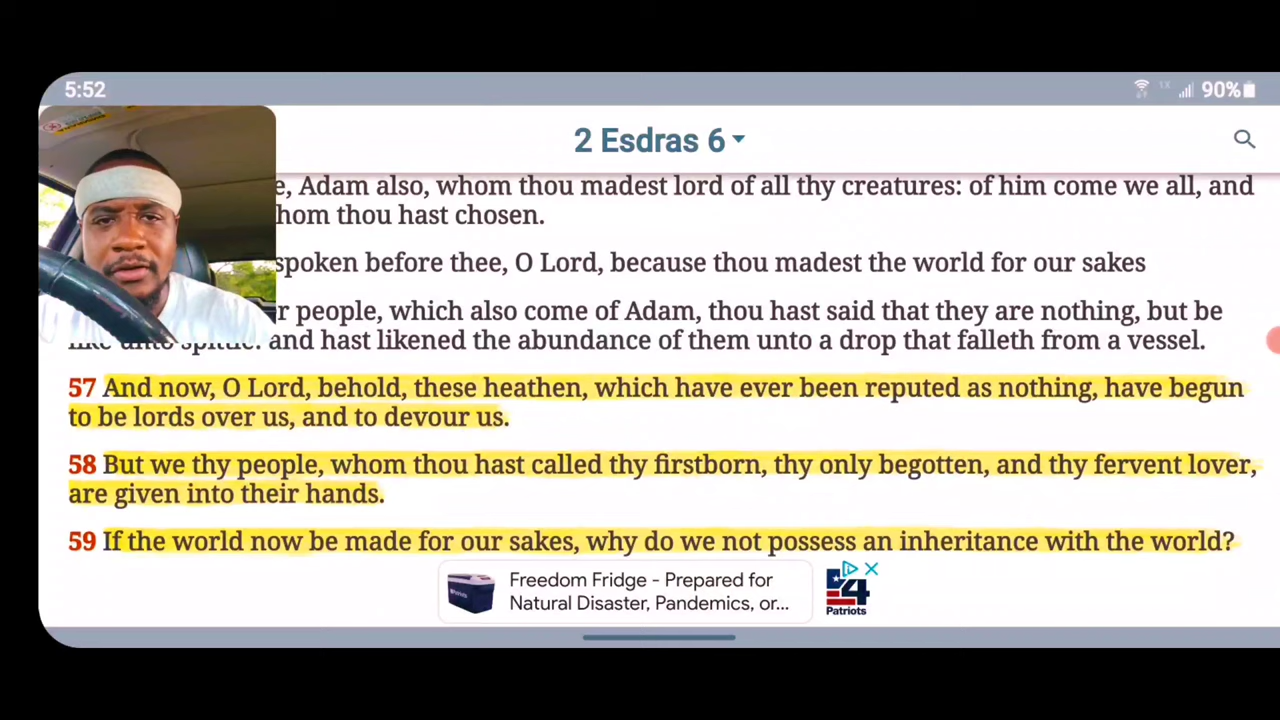 5:52
1X
90%
2 Esdras 6
e, Adam also, whom thou madest lord of all thy creatures: of him come we all, and
hom thou hast chosen.
spoken before thee, O Lord, because thou madest the world for our sakes
r people, which also come of Adam, thou hast said that they are nothing, but be
like unto spittle: and hast likened the abundance of them unto a drop that falleth from a vessel.
57 And now, O Lord, behold, these heathen, which have ever been reputed as nothing, have begun
to be lords over us, and to devour us.
58 But we thy people, whom thou hast called thy firstborn, thy only begotten, and thy fervent lover,
are given into their hands.
59 If the world now be made for our sakes, why do we not possess an inheritance with the world?
Freedom Fridge - Prepared for
Natural Disaster, Pandemics, or...
4
Patriots